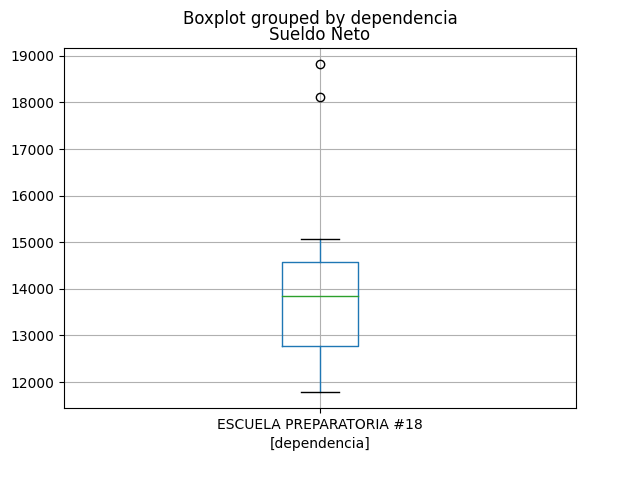 Boxplot grouped by dependencia
Sueldo Neto
19000
18000
17000
16000
15000
14000
13000
12000
ESCUELA PREPARATORIA #18
[dependencia]